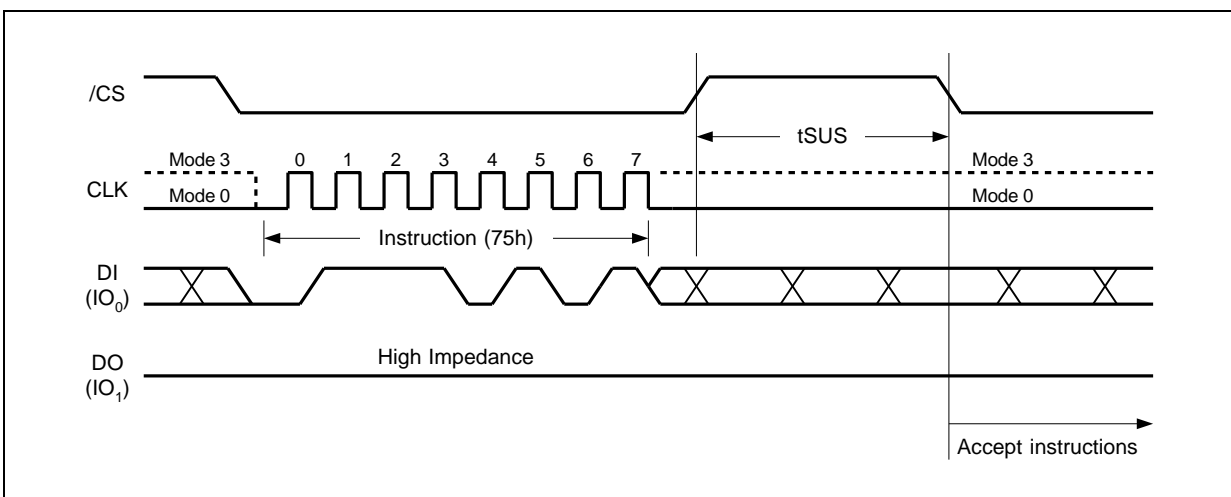 /CS
tSUS
Mode 3 0 1 2 3 4 5 6 7 Mode 3
CLK
Mode 0 Mode 0
Instruction (75h)
DI
(IO₀)
High Impedance
DO
(IO₁)
Accept instructions